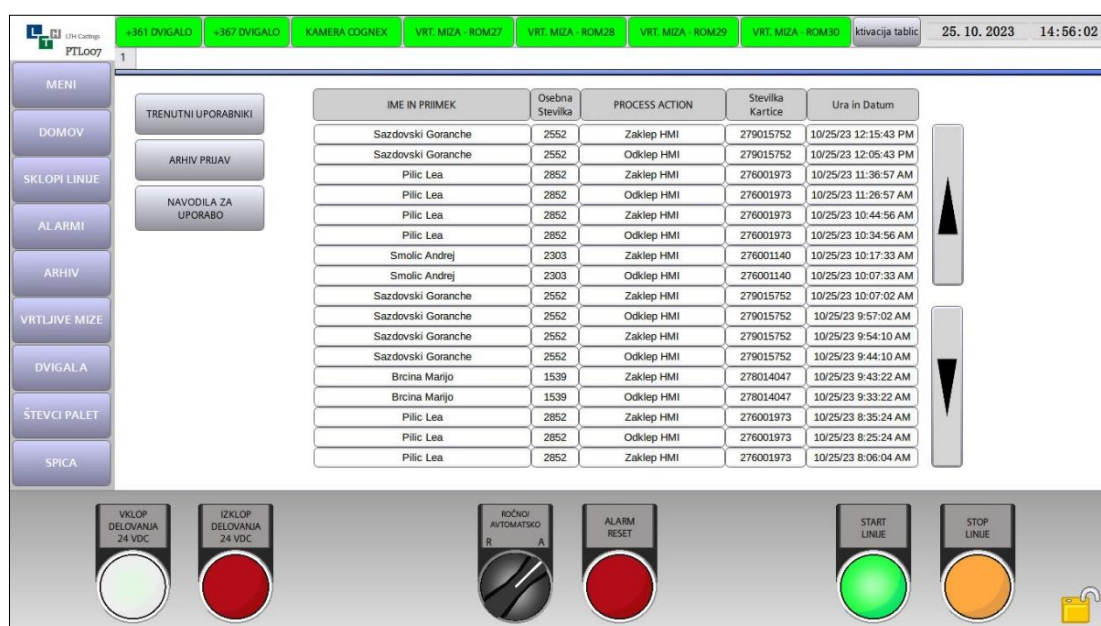 LTH LTH Castings
PTL007
+361 DVIGALO
+367 DVIGALO
KAMERA COGNEX
VRT. MIZA - ROM27
VRT. MIZA - ROM28
VRT. MIZA - ROM29
VRT. MIZA - ROM30
ktivacija tablic
25. 10. 2023
14:56:02
1
MENI
DOMOV
SKLOPI LINIJE
ALARMI
ARHIV
VRTLJIVE MIZE
DVIGALA
ŠTEVCI PALET
SPICA
TRENUTNI UPORABNIKI
ARHIV PRIJAV
NAVODILA ZA
UPORABO
IME IN PRIIMEK
Osebna
Stevilka
PROCESS ACTION
Stevilka
Kartice
Ura in Datum
Sazdovski Goranche 2552 Zaklep HMI 279015752 10/25/23 12:15:43 PM
Sazdovski Goranche 2552 Odklep HMI 279015752 10/25/23 12:05:43 PM
Pilic Lea 2852 Zaklep HMI 276001973 10/25/23 11:36:57 AM
Pilic Lea 2852 Odklep HMI 276001973 10/25/23 11:26:57 AM
Pilic Lea 2852 Zaklep HMI 276001973 10/25/23 10:44:56 AM
Pilic Lea 2852 Odklep HMI 276001973 10/25/23 10:34:56 AM
Smolic Andrej 2303 Zaklep HMI 276001140 10/25/23 10:17:33 AM
Smolic Andrej 2303 Odklep HMI 276001140 10/25/23 10:07:33 AM
Sazdovski Goranche 2552 Zaklep HMI 279015752 10/25/23 10:07:02 AM
Sazdovski Goranche 2552 Odklep HMI 279015752 10/25/23 9:57:02 AM
Sazdovski Goranche 2552 Zaklep HMI 279015752 10/25/23 9:54:10 AM
Sazdovski Goranche 2552 Odklep HMI 279015752 10/25/23 9:44:10 AM
Brcina Marijo 1539 Zaklep HMI 278014047 10/25/23 9:43:22 AM
Brcina Marijo 1539 Odklep HMI 278014047 10/25/23 9:33:22 AM
Pilic Lea 2852 Zaklep HMI 276001973 10/25/23 8:35:24 AM
Pilic Lea 2852 Odklep HMI 276001973 10/25/23 8:25:24 AM
Pilic Lea 2852 Zaklep HMI 276001973 10/25/23 8:06:04 AM
VKLOP
DELOVANJA
24 VDC
IZKLOP
DELOVANJA
24 VDC
ROČNO/
AVTOMATSKO
R A
ALARM
RESET
START
LINIJE
STOP
LINIJE